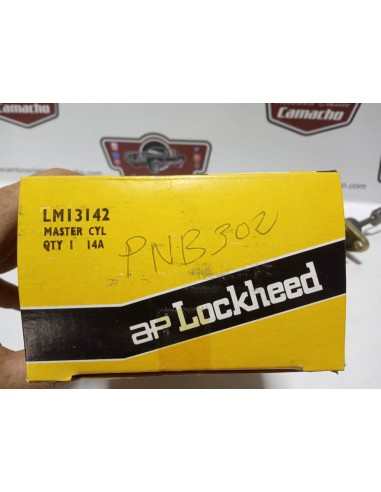 Camacho
Camacho
LM13142
MASTER CYL
QTY 1 14A
PNB302
AP Lockheed